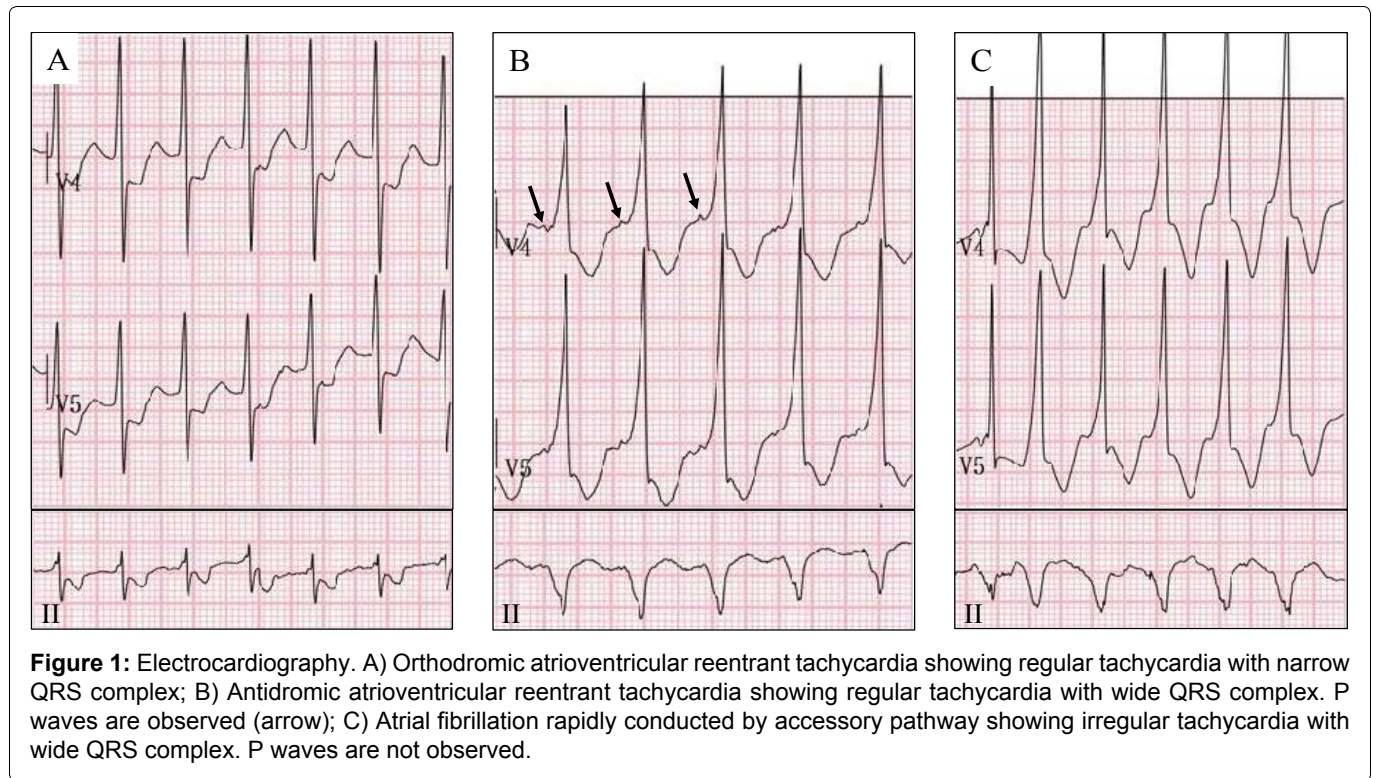 A
B
C
V4
V4
V4
V5
V5
V5
II
II
II
Figure 1: Electrocardiography. A) Orthodromic atrioventricular reentrant tachycardia showing regular tachycardia with narrow
QRS complex; B) Antidromic atrioventricular reentrant tachycardia showing regular tachycardia with wide QRS complex. P
waves are observed (arrow); C) Atrial fibrillation rapidly conducted by accessory pathway showing irregular tachycardia with
wide QRS complex. P waves are not observed.